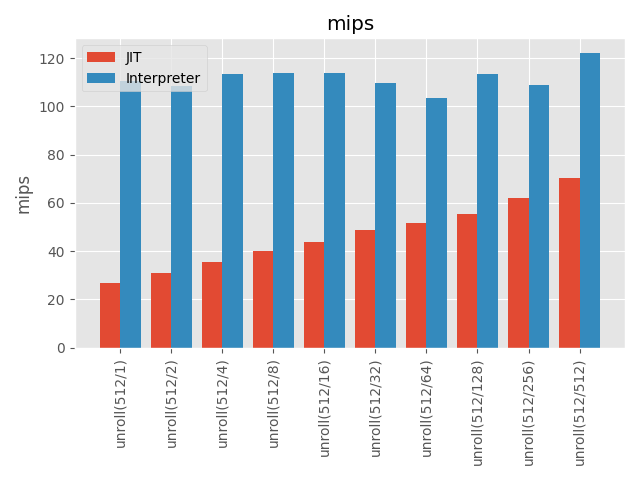 mips
JIT
Interpreter
mips
120
100
80
60
40
20
0
unroll(512/1)
unroll(512/2)
unroll(512/4)
unroll(512/8)
unroll(512/16)
unroll(512/32)
unroll(512/64)
unroll(512/128)
unroll(512/256)
unroll(512/512)